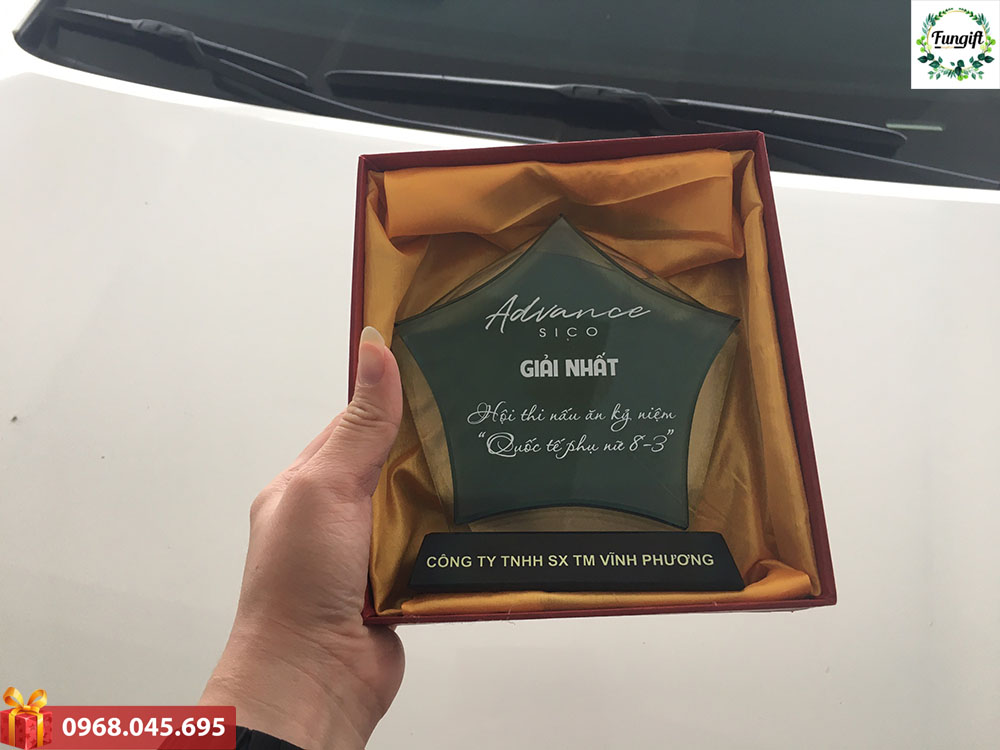 Fungift
Advance
SICO
GIẢI NHẤT
Hội thi nấu ăn kỷ niệm
“Quốc tế phụ nữ 8-3”
CÔNG TY TNHH SX TM VĨNH PHƯƠNG
0968.045.695